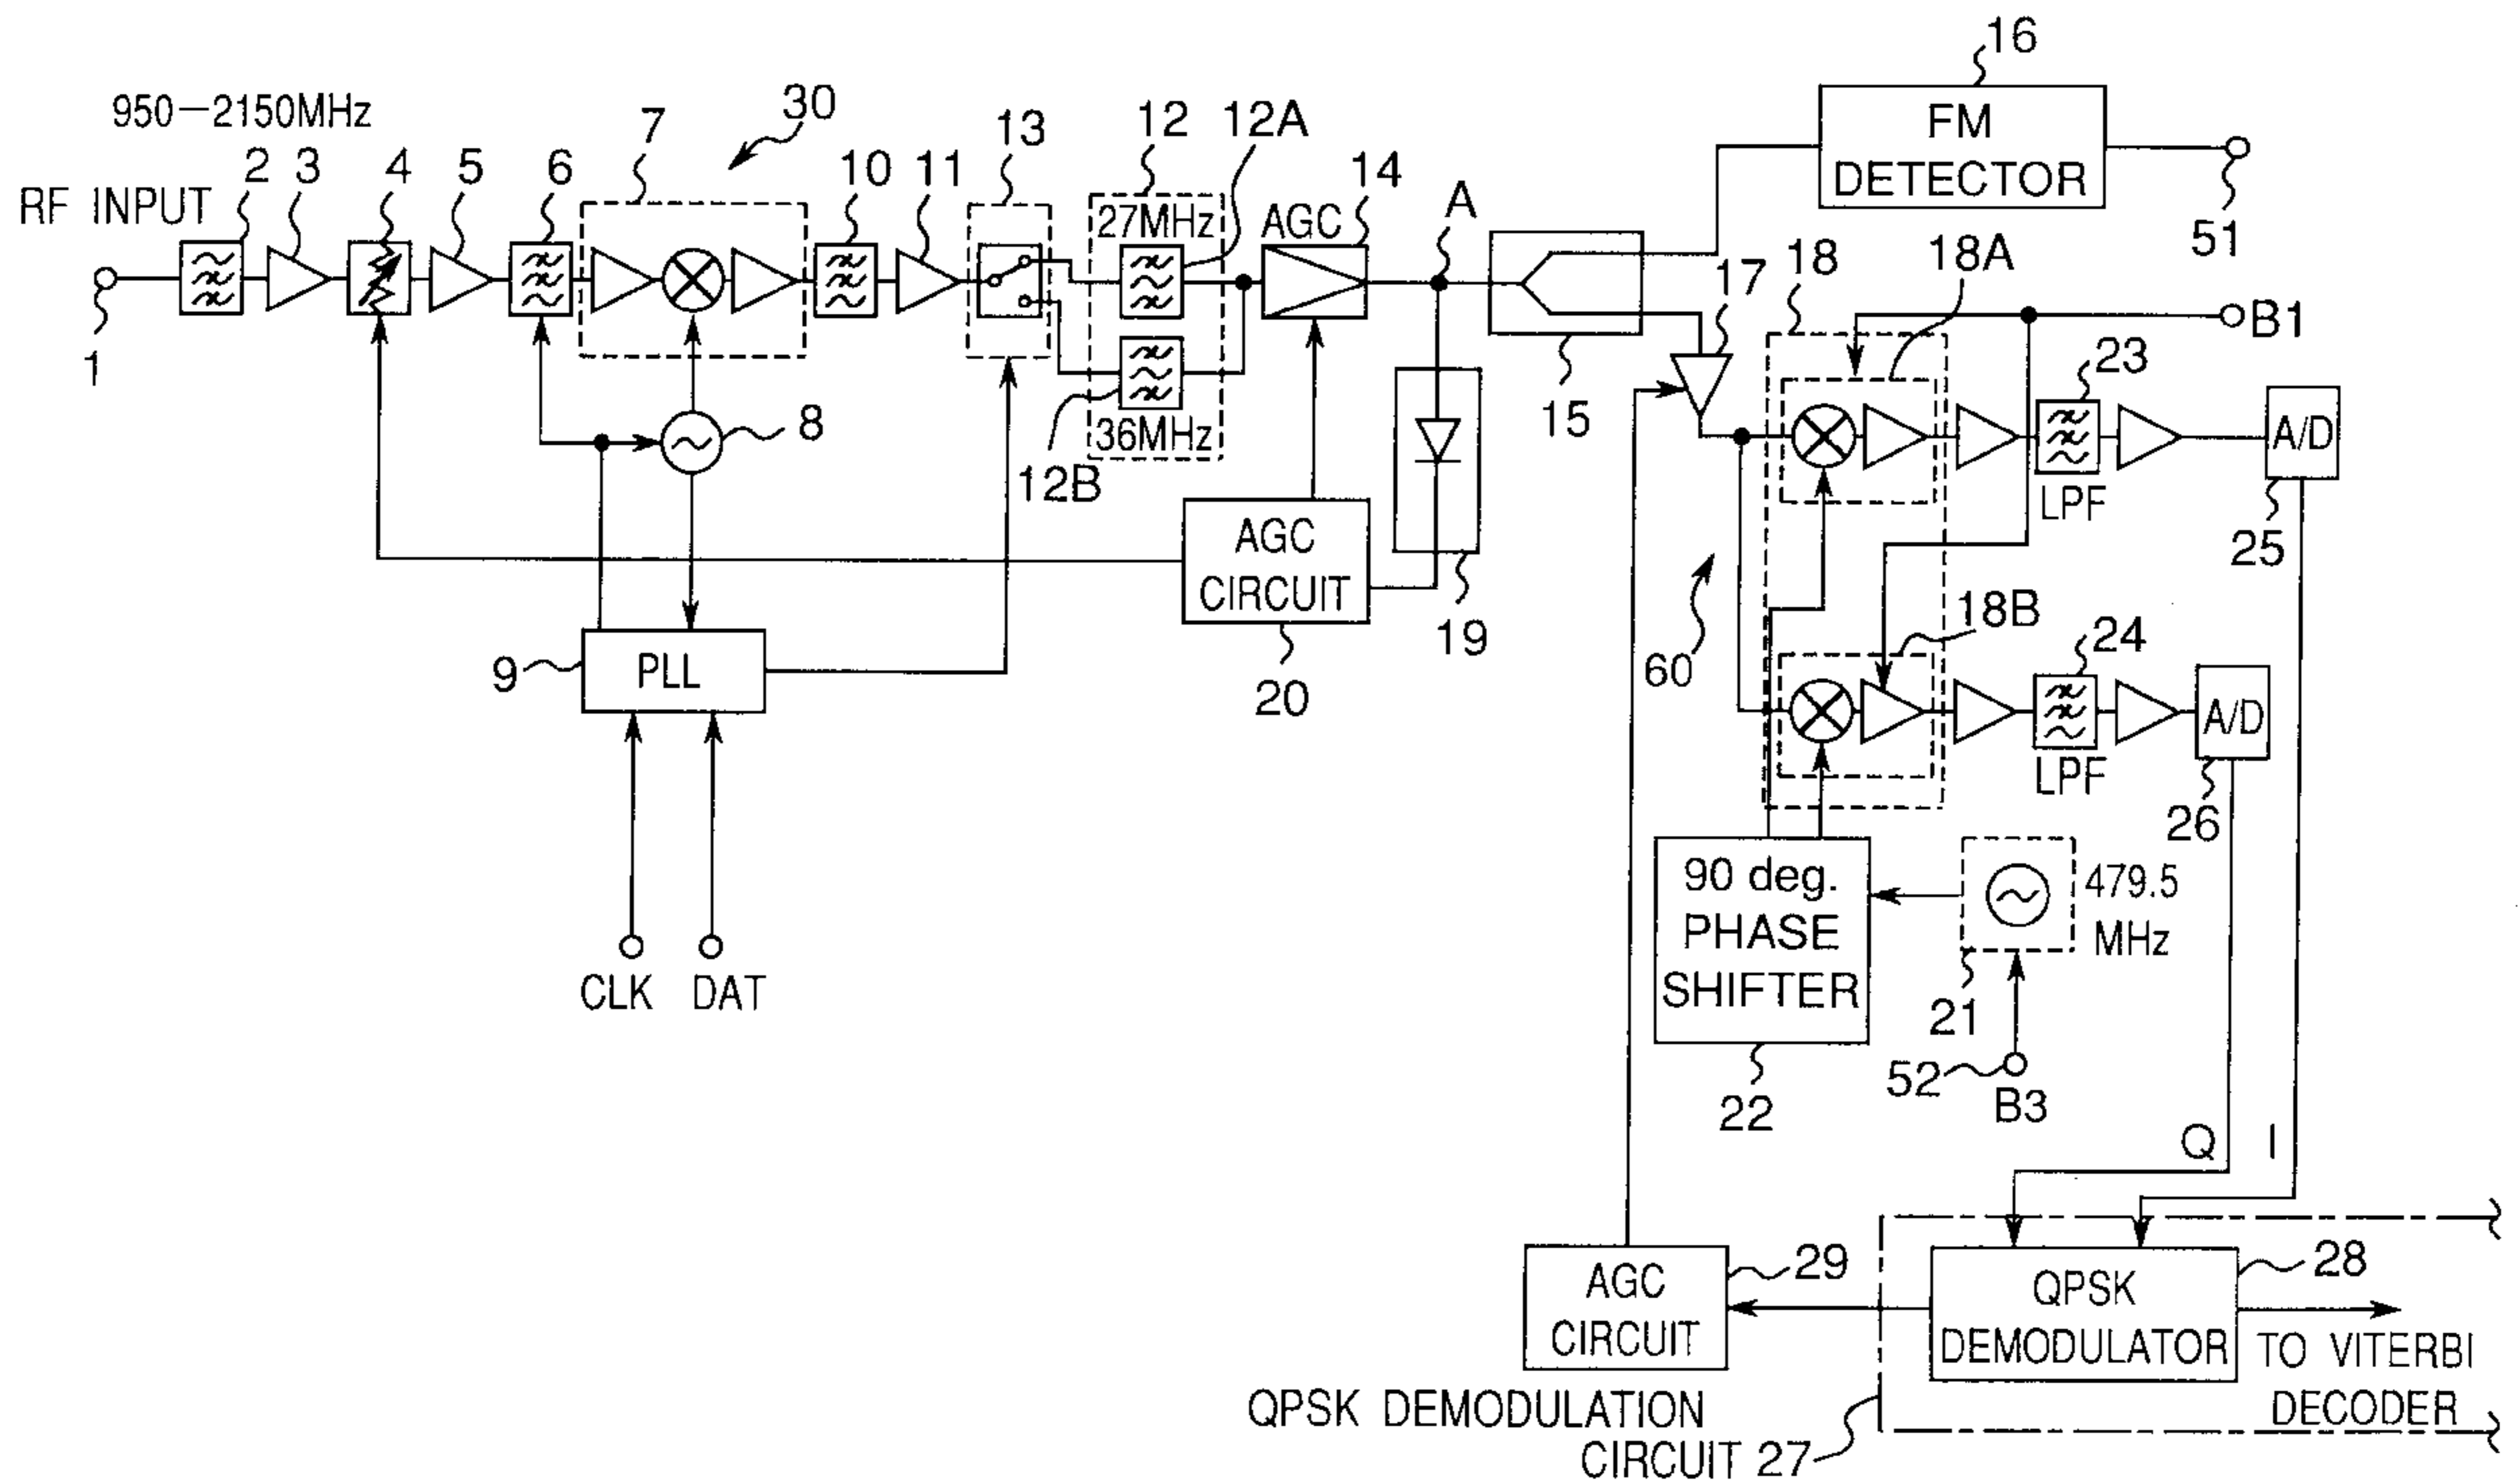 950—2150MHz
RF INPUT
1
2
3
4
5
6
7
30
10
11
13
12
12A
27MHz
36MHz
12B
AGC
14
A
8
PLL
9
CLK
DAT
AGC
CIRCUIT
20
19
15
FM
DETECTOR
16
51
17
18
18A
B1
23
LPF
A/D
25
60
18B
24
LPF
A/D
26
90 deg.
PHASE
SHIFTER
22
479.5
MHz
21
52
B3
Q
I
AGC
CIRCUIT
29
QPSK
DEMODULATOR
28
TO VITERBI
DECODER
QPSK DEMODULATION
CIRCUIT 27